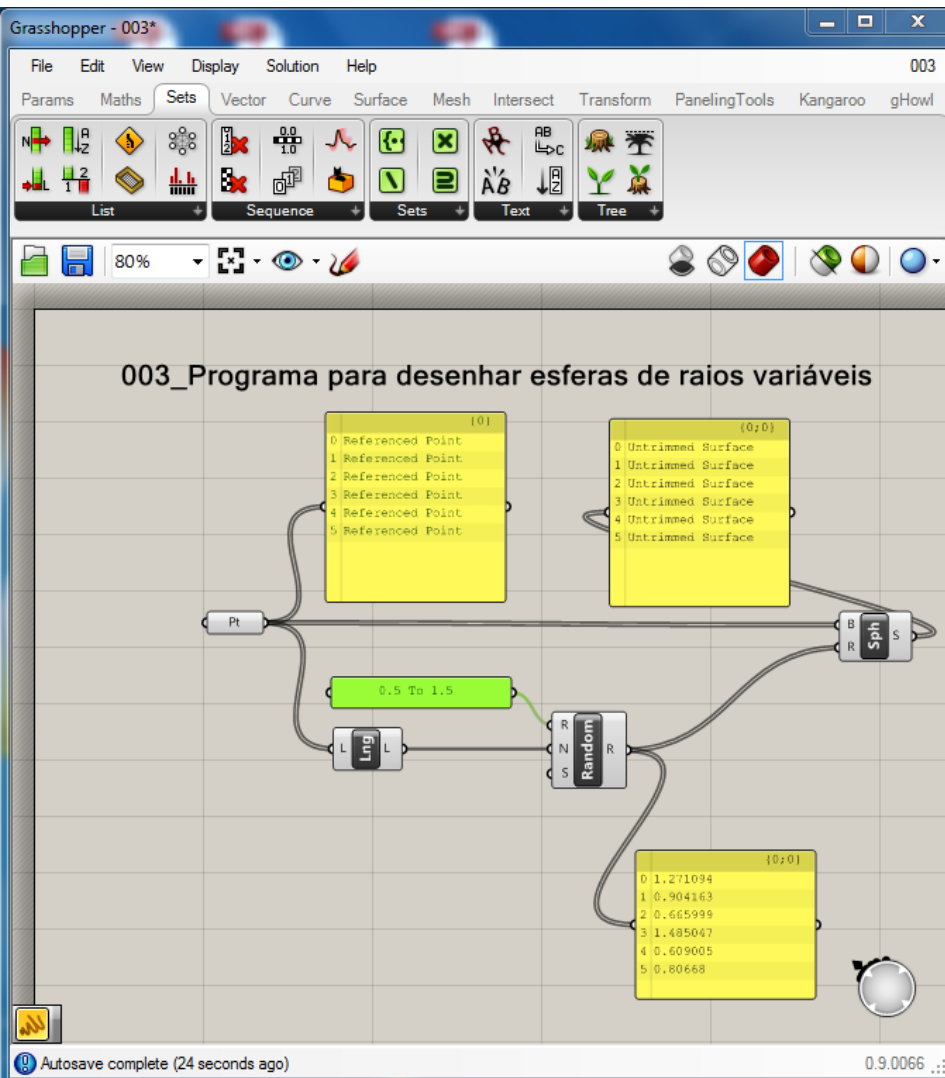 Grasshopper - 003*
File Edit View Display Solution Help 003
Params Maths Sets Vector Curve Surface Mesh Intersect Transform PanelingTools Kangaroo gHowl
List Sequence Sets Text Tree
80%
003_Programa para desenhar esferas de raios variáveis
{0}
0 Referenced Point
1 Referenced Point
2 Referenced Point
3 Referenced Point
4 Referenced Point
5 Referenced Point
{0;0}
0 Untrimmed Surface
1 Untrimmed Surface
2 Untrimmed Surface
3 Untrimmed Surface
4 Untrimmed Surface
5 Untrimmed Surface
Pt
B
R
Sph
S
0.5 To 1.5
L Lng L
R
N
S
Random
R
{0;0}
0 1.271094
1 0.904163
2 0.665999
3 1.485047
4 0.609005
5 0.80668
Autosave complete (24 seconds ago) 0.9.0066